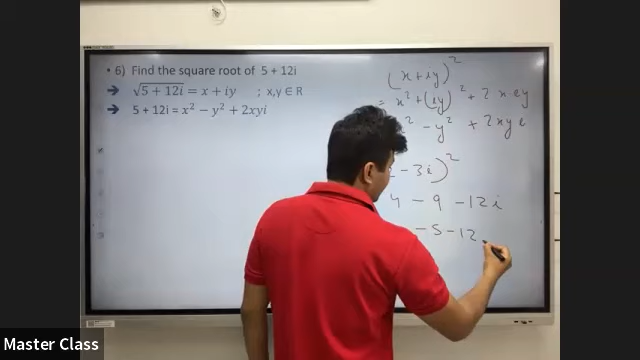 • 6) Find the square root of 5 + 12i
➔ √5 + 12i = x + iy ; x,y ∈ R
➔ 5 + 12i = x² − y² + 2xyi
(x+iy)²
= x² + (iy)² + 2 x · iy
² − y² + 2xy i
− 3i)²
4 − 9 − 12i
− 5 − 12
Master Class